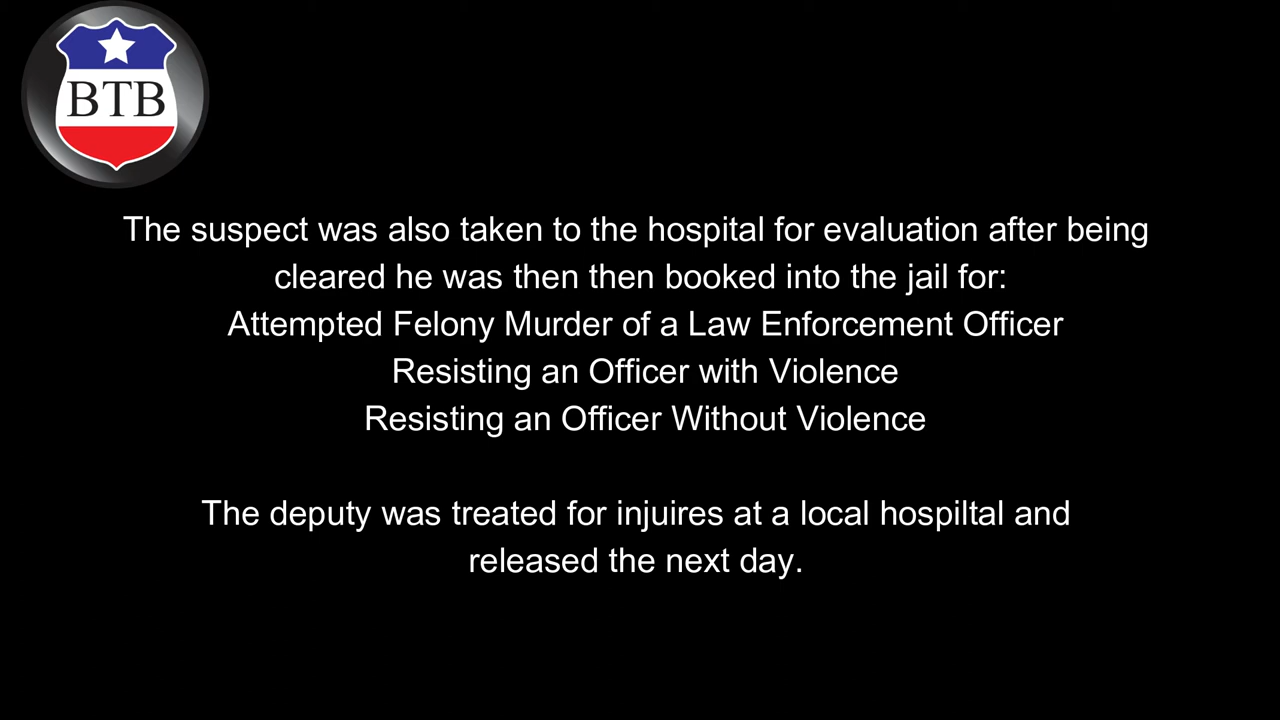 BTB
The suspect was also taken to the hospital for evaluation after being
cleared he was then then booked into the jail for:
Attempted Felony Murder of a Law Enforcement Officer
Resisting an Officer with Violence
Resisting an Officer Without Violence
The deputy was treated for injuires at a local hospiltal and
released the next day.